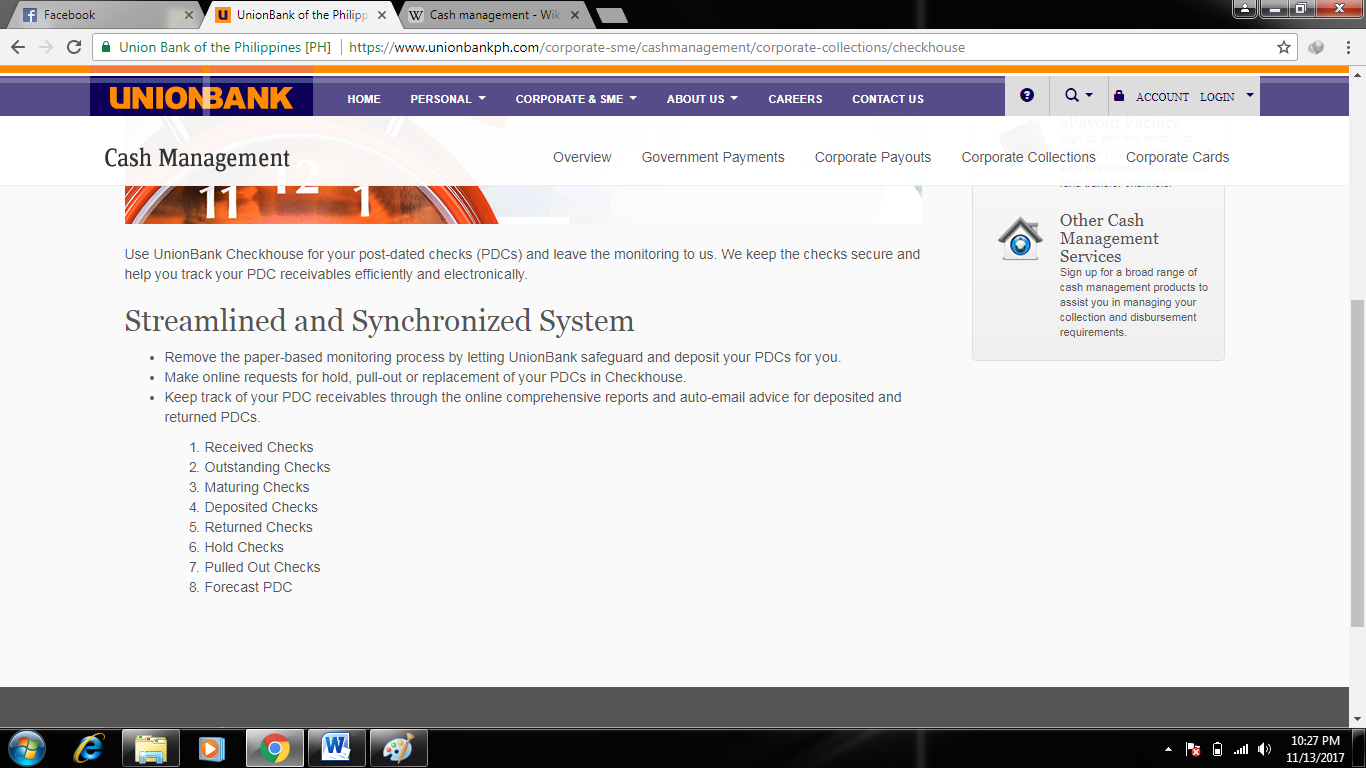 Facebook
UnionBank of the Philipp
Cash management - Wik
Union Bank of the Philippines [PH]
https://www.unionbankph.com/corporate-sme/cashmanagement/corporate-collections/checkhouse
UNIONBANK
HOME
PERSONAL
CORPORATE & SME
ABOUT US
CAREERS
CONTACT US
ACCOUNT LOGIN
Cash Management
Overview
Government Payments
Corporate Payouts
Corporate Collections
Corporate Cards
ePayout Facility
11 12 1
Use UnionBank Checkhouse for your post-dated checks (PDCs) and leave the monitoring to us. We keep the checks secure and
help you track your PDC receivables efficiently and electronically.
Streamlined and Synchronized System
• Remove the paper-based monitoring process by letting UnionBank safeguard and deposit your PDCs for you.
• Make online requests for hold, pull-out or replacement of your PDCs in Checkhouse.
• Keep track of your PDC receivables through the online comprehensive reports and auto-email advice for deposited and
returned PDCs.
1. Received Checks
2. Outstanding Checks
3. Maturing Checks
4. Deposited Checks
5. Returned Checks
6. Hold Checks
7. Pulled Out Checks
8. Forecast PDC
Other Cash
Management
Services
Sign up for a broad range of
cash management products to
assist you in managing your
collection and disbursement
requirements.
10:27 PM
11/13/2017